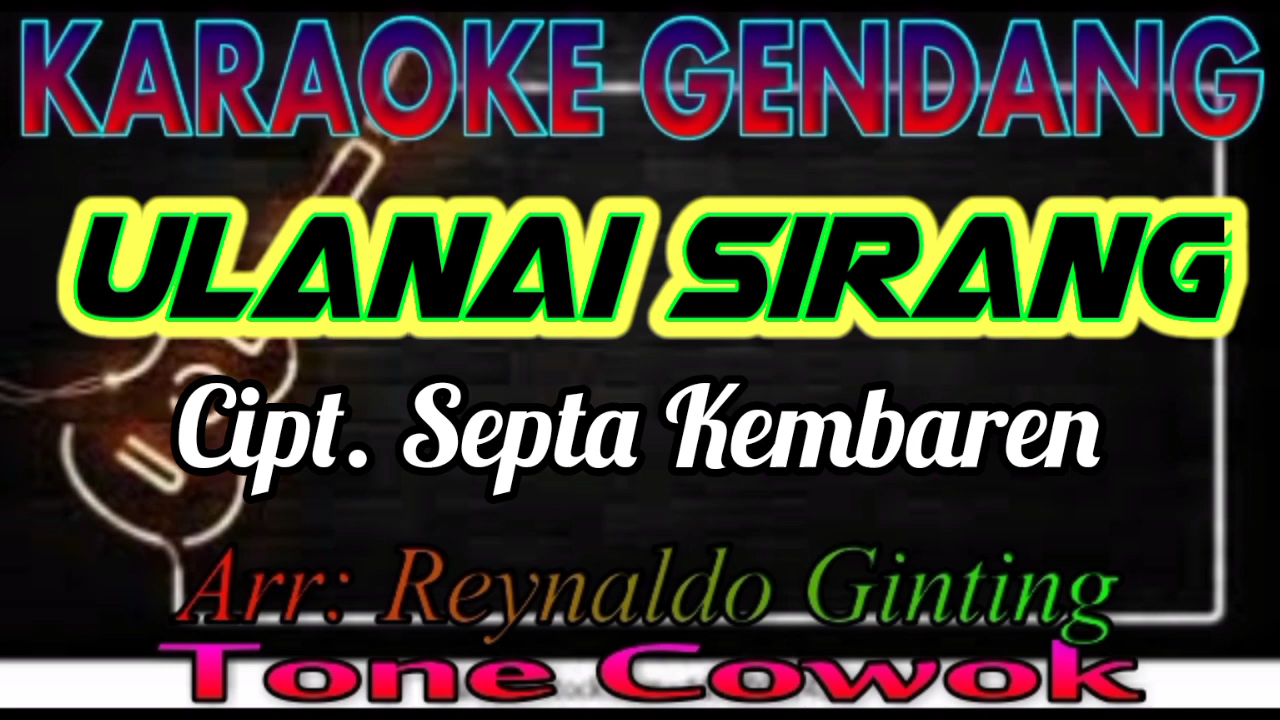 KARAOKE GENDANG
ULANAI SIRANG
Cipt. Septa Kembaren
Arr: Reynaldo Ginting
Tone Cowok